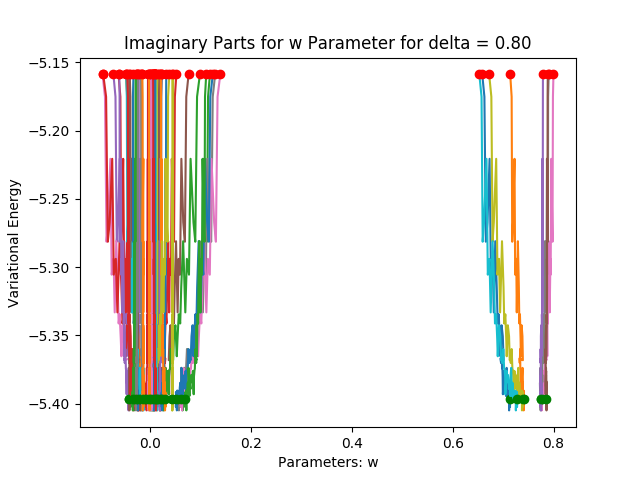 Imaginary Parts for w Parameter for delta = 0.80
−5.15
−5.20
−5.25
−5.30
−5.35
−5.40
Variational Energy
0.0 0.2 0.4 0.6 0.8
Parameters: w